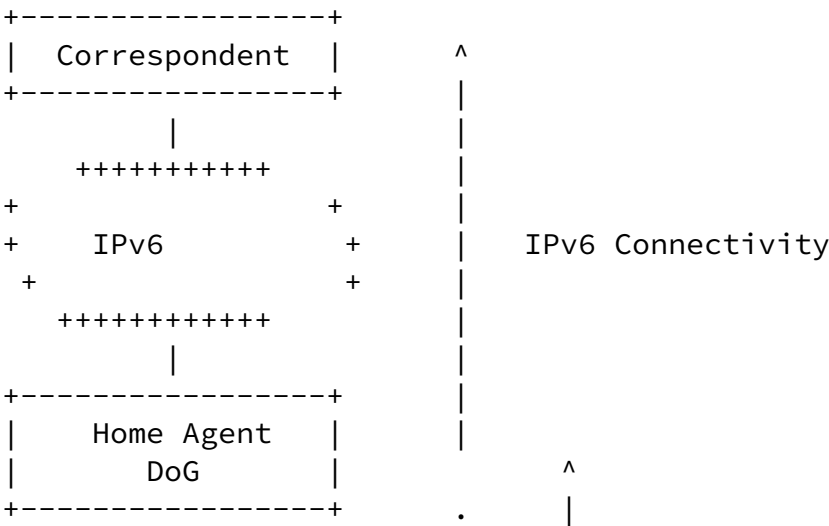 +-----------------+
|  Correspondent  |      ^
+-----------------+      |
         |               |
    +++++++++++          |
+                 +      |
+    IPv6          +     |  IPv6 Connectivity
 +                 +     |
   ++++++++++++          |
         |               |
+-----------------+      |
|    Home Agent   |      |
|       DoG       |            ^
+-----------------+      .     |